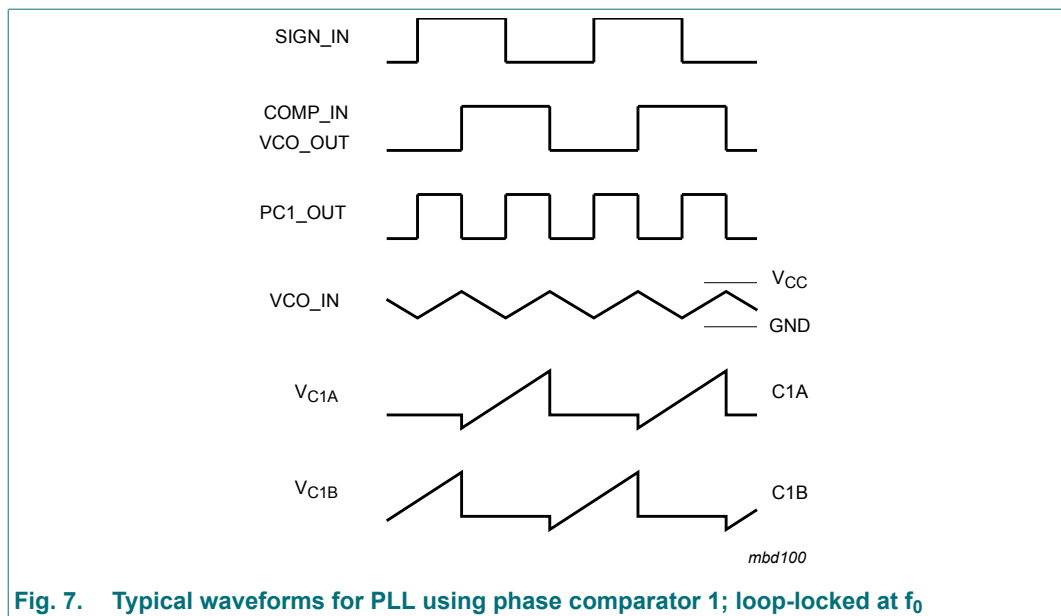 SIGN_IN
COMP_IN
VCO_OUT
PC1_OUT
VCO_IN
VCC
GND
VC1A
C1A
VC1B
C1B
mbd100
Fig. 7. Typical waveforms for PLL using phase comparator 1; loop-locked at f0